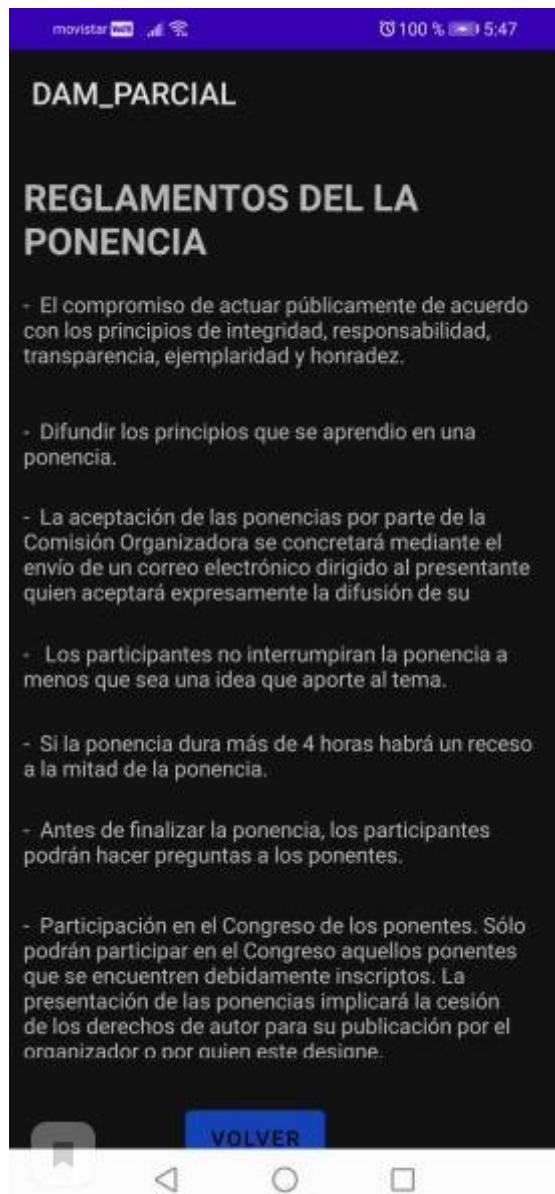 movistar VoLTE 100 % 5:47
DAM_PARCIAL
REGLAMENTOS DEL LA
PONENCIA
- El compromiso de actuar públicamente de acuerdo
con los principios de integridad, responsabilidad,
transparencia, ejemplaridad y honradez.
- Difundir los principios que se aprendio en una
ponencia.
- La aceptación de las ponencias por parte de la
Comisión Organizadora se concretará mediante el
envío de un correo electrónico dirigido al presentante
quien aceptará expresamente la difusión de su
- Los participantes no interrumpiran la ponencia a
menos que sea una idea que aporte al tema.
- Si la ponencia dura más de 4 horas habrá un receso
a la mitad de la ponencia.
- Antes de finalizar la ponencia, los participantes
podrán hacer preguntas a los ponentes.
- Participación en el Congreso de los ponentes. Sólo
podrán participar en el Congreso aquellos ponentes
que se encuentren debidamente inscriptos. La
presentación de las ponencias implicará la cesión
de los derechos de autor para su publicación por el
organizador o por quien este designe.
VOLVER